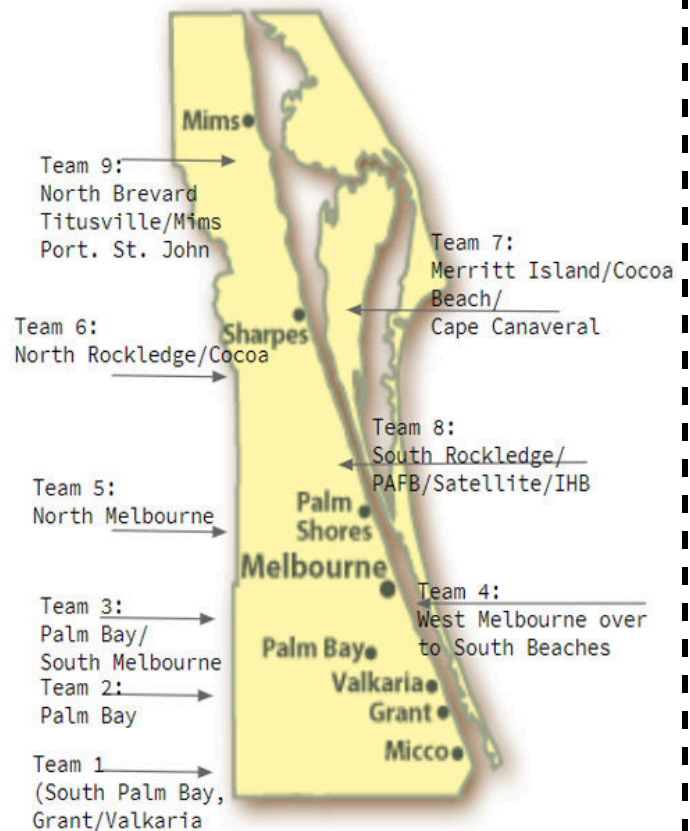 Mims
Team 9:
North Brevard
Titusville/Mims
Port. St. John
Team 7:
Merritt Island/Cocoa
Beach/
Cape Canaveral
Sharpes
Team 6:
North Rockledge/Cocoa
Team 8:
South Rockledge/
PAFB/Satellite/IHB
Team 5:
North Melbourne
Palm
Shores
Melbourne
Team 4:
West Melbourne over
to South Beaches
Team 3:
Palm Bay/
South Melbourne
Palm Bay
Team 2:
Palm Bay
Valkaria
Grant
Micco
Team 1
(South Palm Bay,
Grant/Valkaria